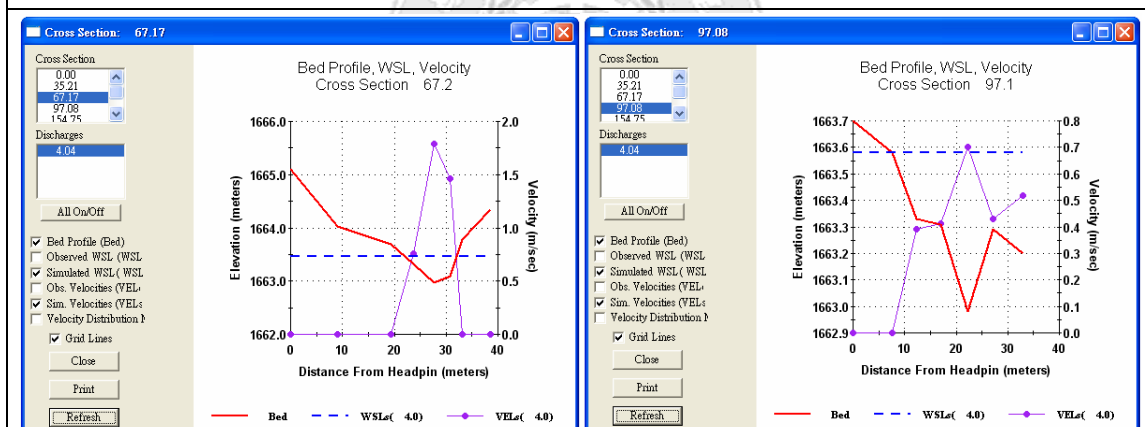 Cross Section: 67.17
Cross Section
0.00
35.21
67.17
97.08
154.75
Discharges
4.04
All On/Off
Bed Profile (Bed)
Observed WSL (WSL
Simulated WSL ( WSL
Obs. Velocities (VEL
Sim. Velocities (VELs
Velocity Distribution
Grid Lines
Close
Print
Refresh
Bed Profile, WSL, Velocity
Cross Section 67.2
1666.0
1665.0
1664.0
1663.0
1662.0
Elevation (meters)
2.0
1.5
1.0
0.5
0.0
Velocity (m/sec)
0 10 20 30 40
Distance From Headpin (meters)
Bed WSLs( 4.0) VELs( 4.0)
Cross Section: 97.08
Cross Section
0.00
35.21
67.17
97.08
154.75
Discharges
4.04
All On/Off
Bed Profile (Bed)
Observed WSL (WSL
Simulated WSL ( WSL
Obs. Velocities (VEL
Sim. Velocities (VELs
Velocity Distribution
Grid Lines
Close
Print
Refresh
Bed Profile, WSL, Velocity
Cross Section 97.1
1663.7
1663.6
1663.5
1663.4
1663.3
1663.2
1663.1
1663.0
1662.9
Elevation (meters)
0.8
0.7
0.6
0.5
0.4
0.3
0.2
0.1
0.0
Velocity (m/sec)
0 10 20 30 40
Distance From Headpin (meters)
Bed WSLs( 4.0) VELs( 4.0)